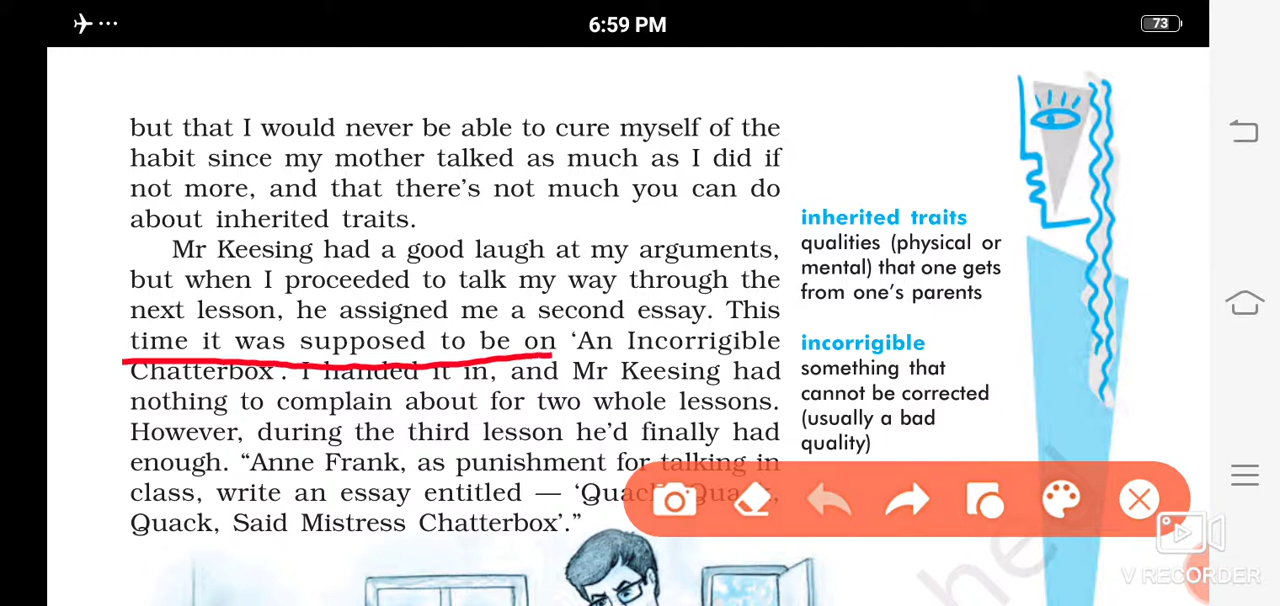 6:59 PM
73
but that I would never be able to cure myself of the
habit since my mother talked as much as I did if
not more, and that there's not much you can do
about inherited traits.
Mr Keesing had a good laugh at my arguments,
but when I proceeded to talk my way through the
next lesson, he assigned me a second essay. This
time it was supposed to be on ‘An Incorrigible
Chatterbox’. I handed it in, and Mr Keesing had
nothing to complain about for two whole lessons.
However, during the third lesson he'd finally had
enough. “Anne Frank, as punishment for talking in
class, write an essay entitled — ‘Quack, Quack,
Quack, Said Mistress Chatterbox’.”
inherited traits
qualities (physical or
mental) that one gets
from one's parents
incorrigible
something that
cannot be corrected
(usually a bad
quality)
V RECORDER